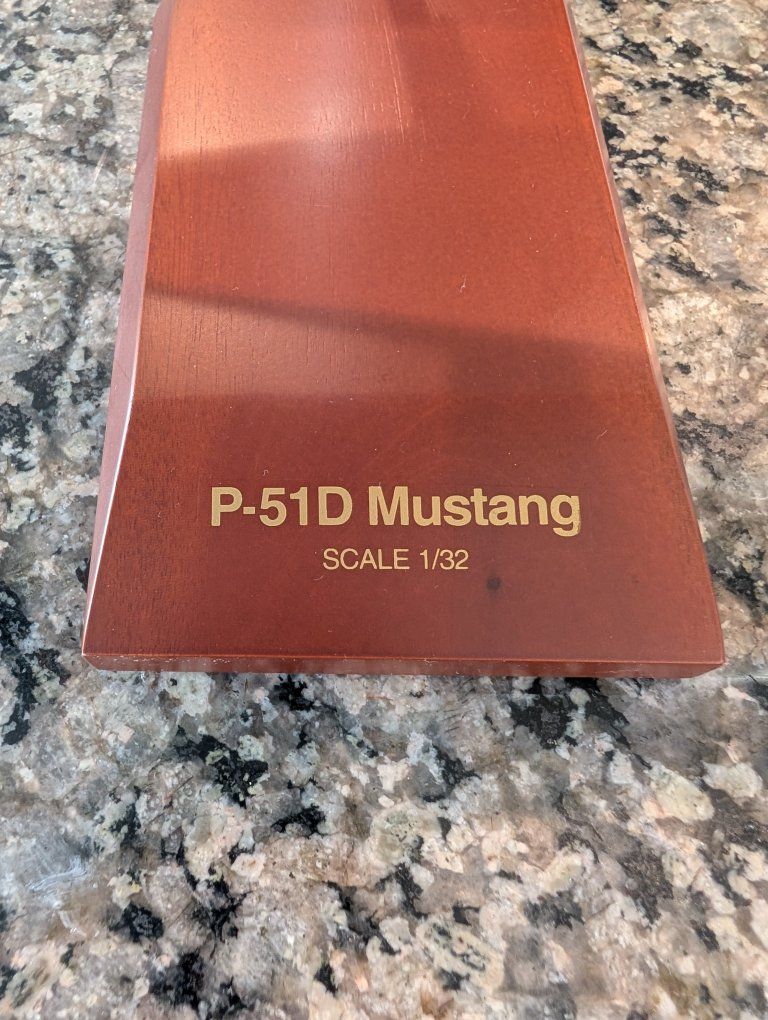 P-51D Mustang
SCALE 1/32